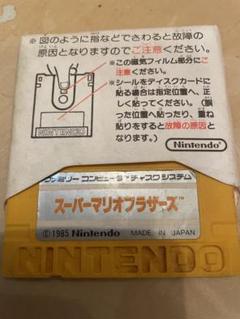 ※図のように指などでさわると故障の
原因となりますのでご注意ください。
※この磁気フィルム部分にご
注意ください。
※シールをディスクカードに
貼る場合は指定位置へ、正
しく貼ってください。(誤
った位置へ貼ったり、重ね
貼りをすると故障の原因と
なります。)
Nintendo
ファミリー コンピュータ ディスク システム
スーパーマリオブラザーズ™
©1985 Nintendo MADE IN JAPAN
NINTENDO